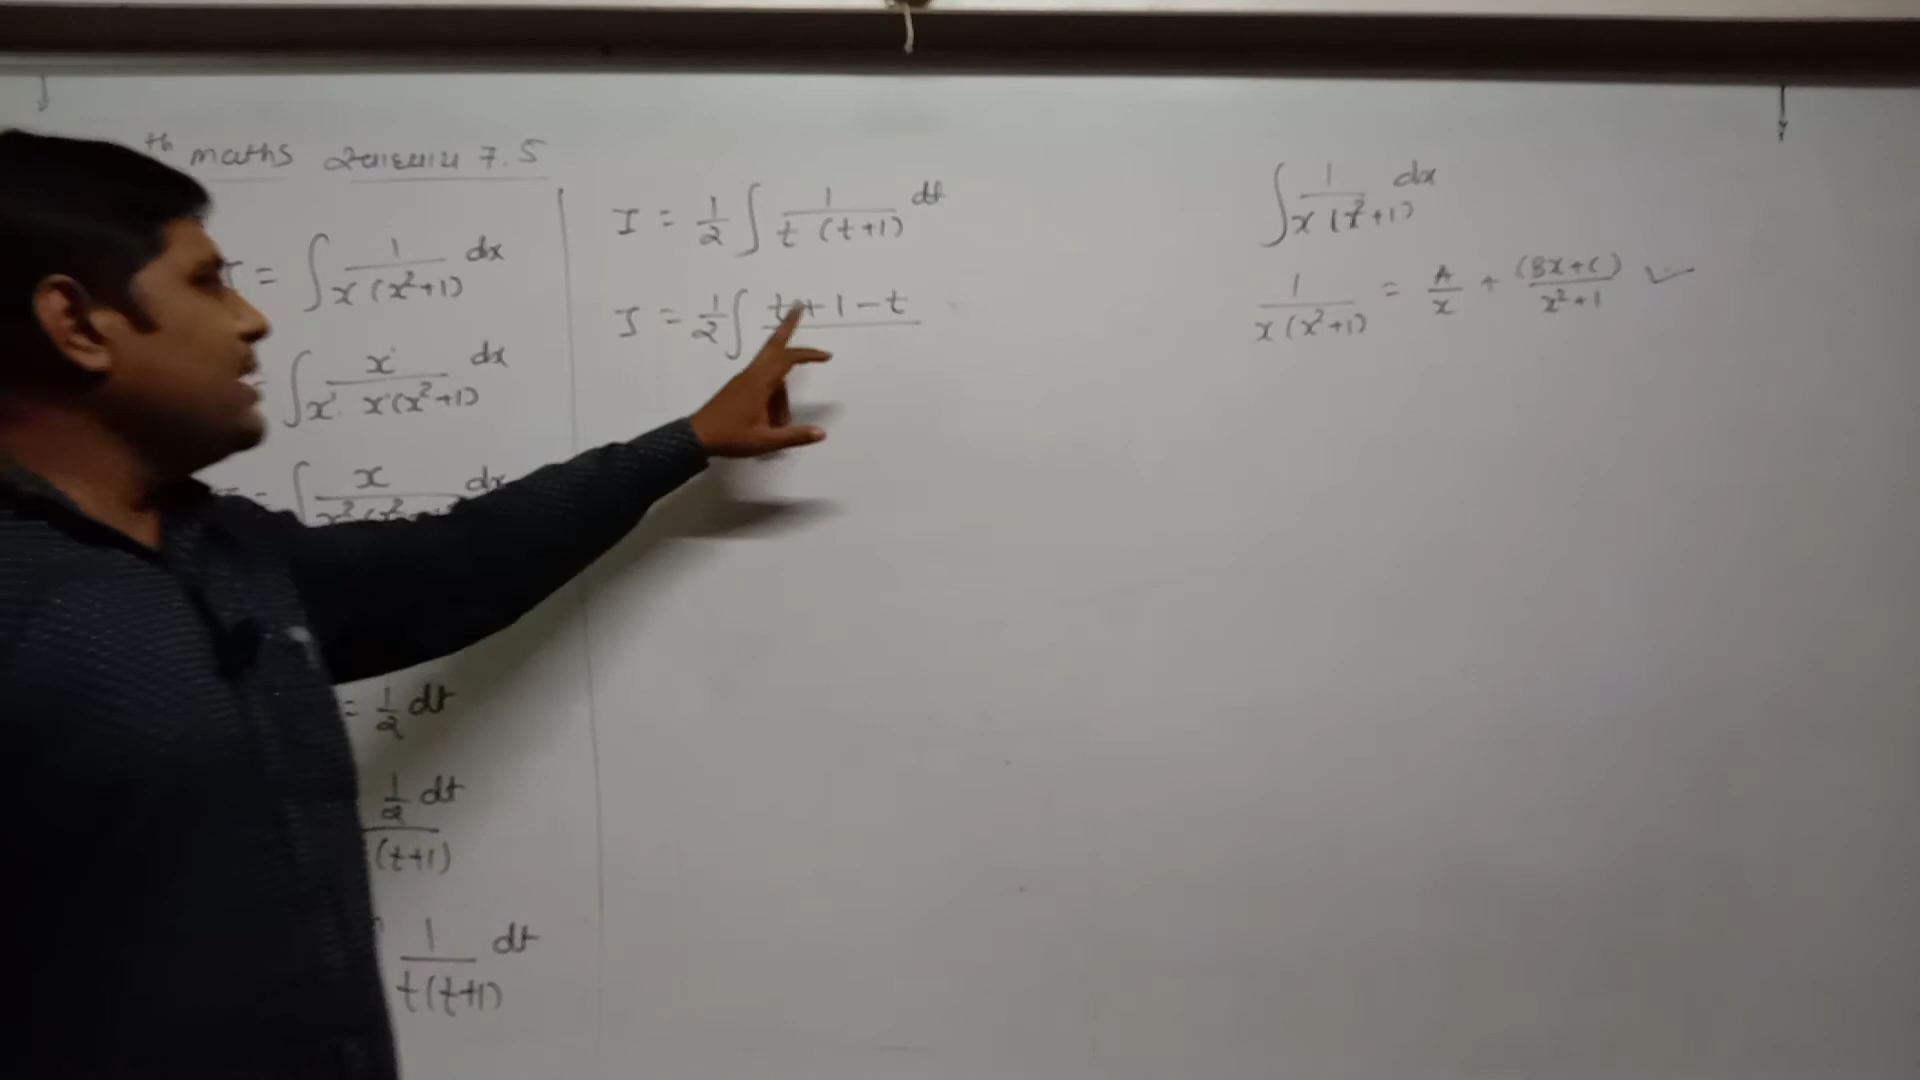 th maths સ્વાધ્યાય 7.5
I = ∫ 1/(x (x²+1)) dx
= ∫ x/(x. x(x²+1)) dx
= ∫ x/(x²(x² dx
= 1/2 dt
1/2 dt
(t+1)
1/(t(t+1)) dt
I = 1/2 ∫ 1/(t (t+1)) dt
I = 1/2 ∫ t+1-t
∫ 1/(x (x²+1)) dx
1/(x (x²+1)) = A/x + (Bx+C)/(x²+1) ✓